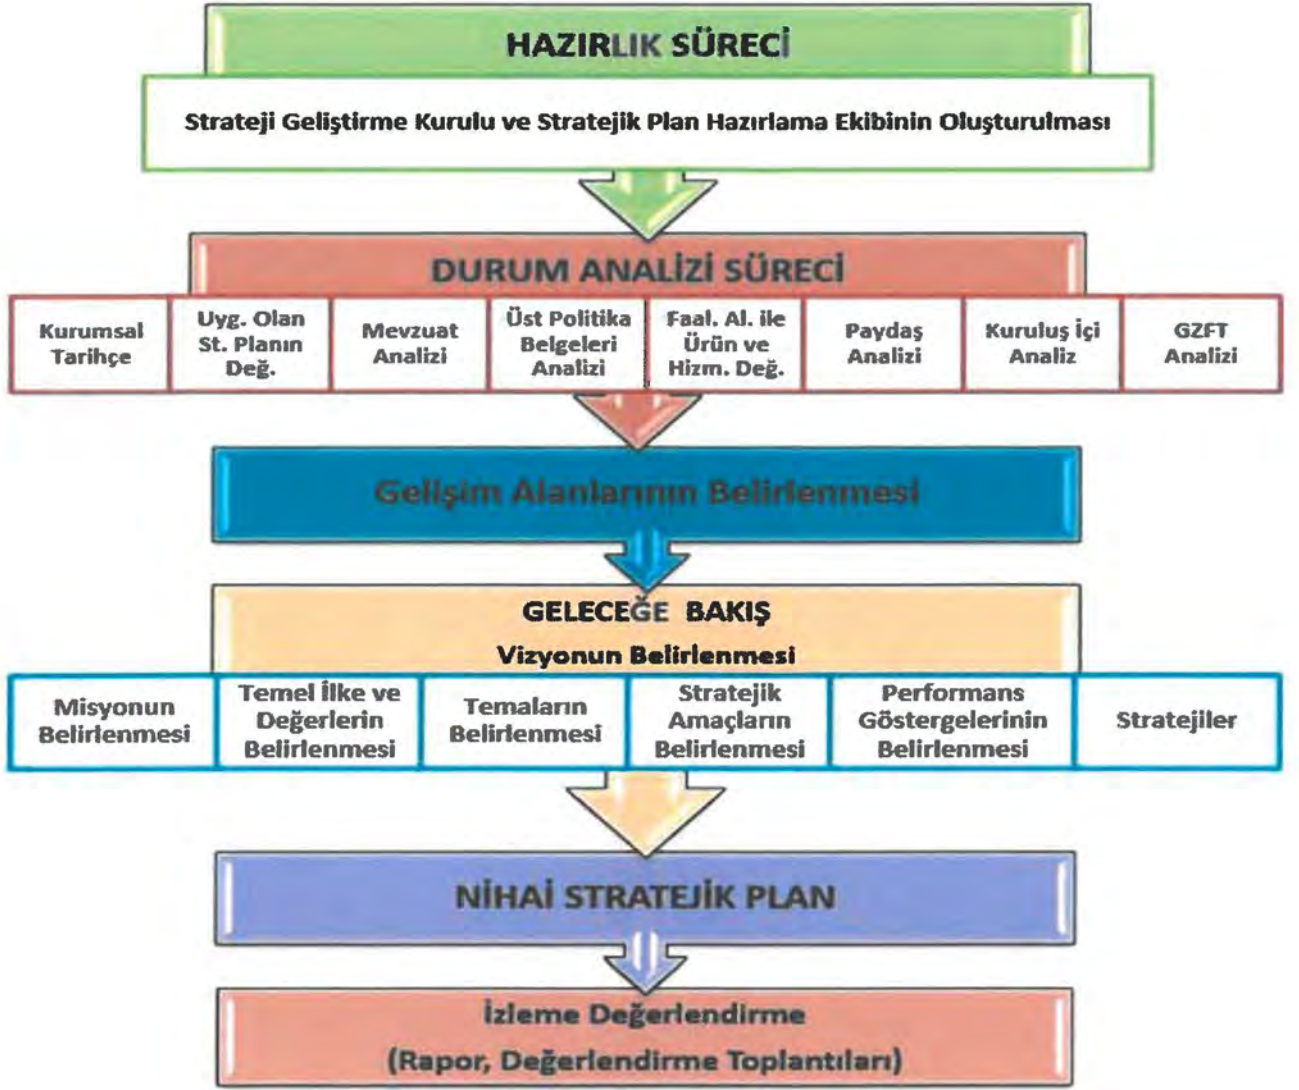 HAZIRLIK SÜRECİ
Strateji Geliştirme Kurulu ve Stratejik Plan Hazırlama Ekibinin Oluşturulması
DURUM ANALİZİ SÜRECİ
Kurumsal
Tarihçe
Uyg. Olan
St. Planın
Değ.
Mevzuat
Analizi
Üst Politika
Belgeleri
Analizi
Faal. Al. ile
Ürün ve
Hizm. Değ.
Paydaş
Analizi
Kuruluş İçi
Analiz
GZFT
Analizi
Gelişim Alanlarının Belirlenmesi
GELECEĞE BAKIŞ
Vizyonun Belirlenmesi
Misyonun
Belirlenmesi
Temel İlke ve
Değerlerin
Belirlenmesi
Temaların
Belirlenmesi
Stratejik
Amaçların
Belirlenmesi
Performans
Göstergelerinin
Belirlenmesi
Stratejiler
NİHAİ STRATEJİK PLAN
İzleme Değerlendirme
(Rapor, Değerlendirme Toplantıları)